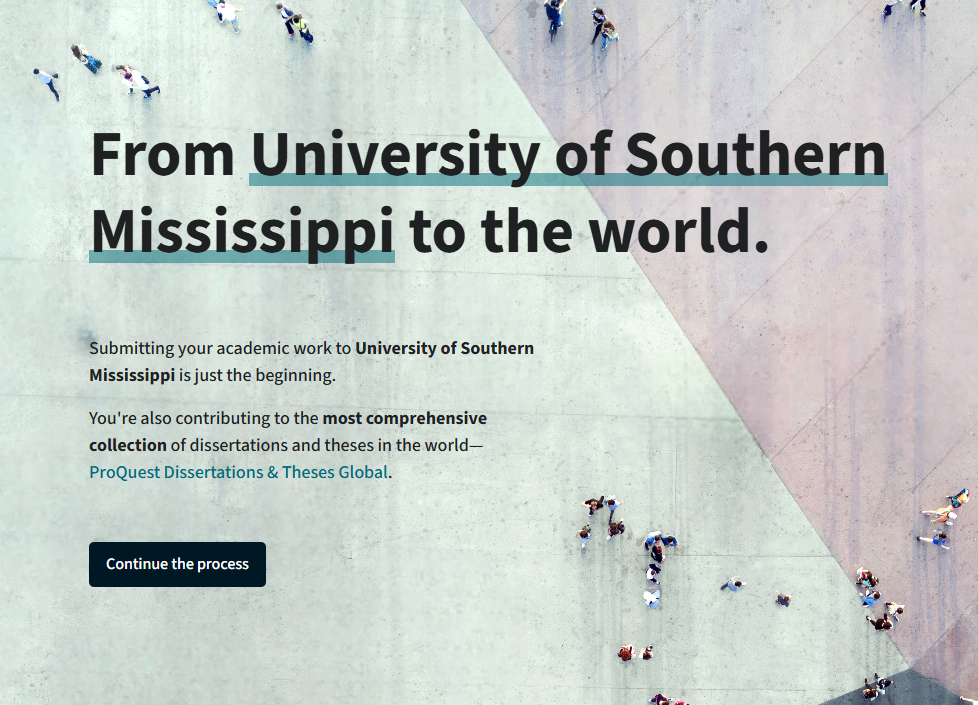 From University of Southern
Mississippi to the world.
Submitting your academic work to University of Southern
Mississippi is just the beginning.
You're also contributing to the most comprehensive
collection of dissertations and theses in the world—
ProQuest Dissertations & Theses Global.
Continue the process